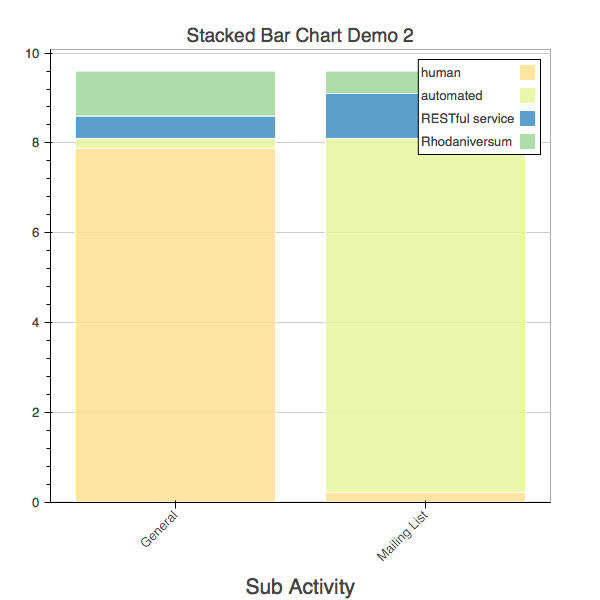 Stacked Bar Chart Demo 2
10
8
6
4
2
0
human
automated
RESTful service
Rhodaniversum
General
Mailing List
Sub Activity